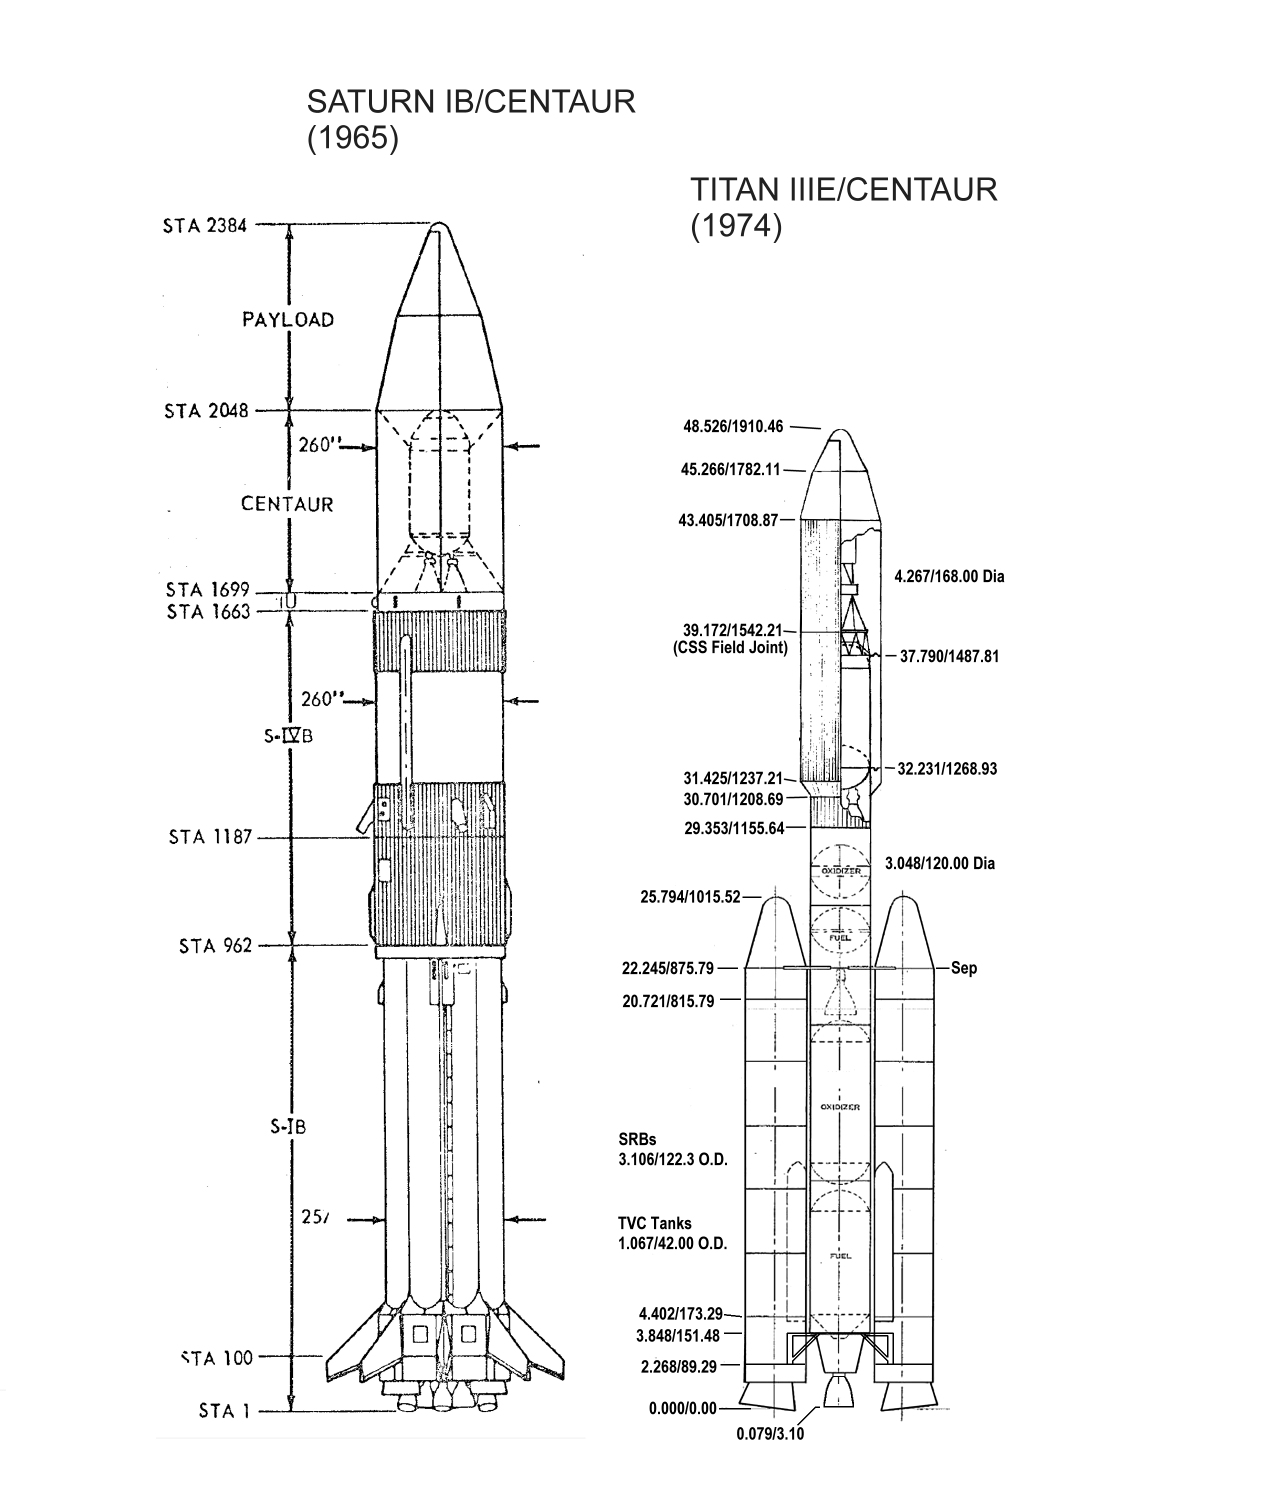 SATURN IB/CENTAUR
(1965)
STA 2384
PAYLOAD
STA 2048
260"
CENTAUR
STA 1699
IU
STA 1663
260"
S-IVB
STA 1187
STA 962
S-IB
257
STA 100
STA 1
TITAN IIIE/CENTAUR
(1974)
48.526/1910.46
45.266/1782.11
43.405/1708.87
4.267/168.00 Dia
39.172/1542.21
(CSS Field Joint)
37.790/1487.81
32.231/1268.93
31.425/1237.21
30.701/1208.69
29.353/1155.64
3.048/120.00 Dia
OXIDIZER
25.794/1015.52
FUEL
22.245/875.79
Sep
20.721/815.79
OXIDIZER
SRBs
3.106/122.3 O.D.
TVC Tanks
1.067/42.00 O.D.
FUEL
4.402/173.29
3.848/151.48
2.268/89.29
0.000/0.00
0.079/3.10